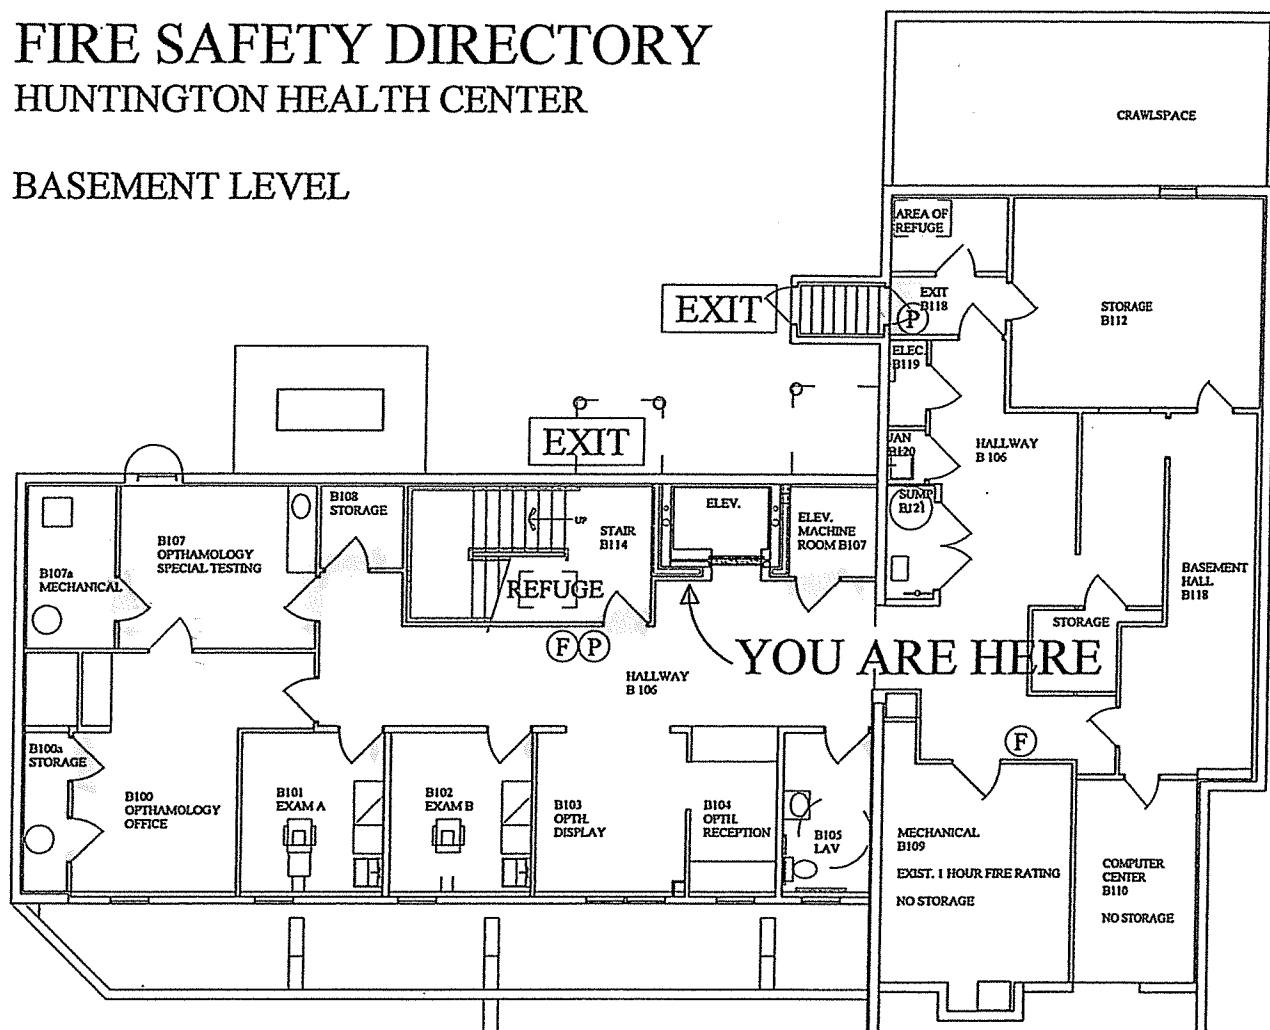 FIRE SAFETY DIRECTORY
HUNTINGTON HEALTH CENTER
BASEMENT LEVEL
CRAWLSPACE
AREA OF
REFUGE
EXIT
EXIT
B118
P
STORAGE
B112
ELEC.
B119
EXIT
JAN
B120
HALLWAY
B 106
SUMP
B121
B108
STORAGE
UP
STAIR
B114
ELEV.
ELEV.
MACHINE
ROOM B107
B107
OPTHAMOLOGY
SPECIAL TESTING
B107a
MECHANICAL
REFUGE
BASEMENT
HALL
B118
STORAGE
F P
YOU ARE HERE
HALLWAY
B 106
F
B100a
STORAGE
B100
OPTHAMOLOGY
OFFICE
B101
EXAM A
B102
EXAM B
B103
OPTH.
DISPLAY
B104
OPTH.
RECEPTION
B105
LAV
MECHANICAL
B109
EXIST. 1 HOUR FIRE RATING
NO STORAGE
COMPUTER
CENTER
B110
NO STORAGE